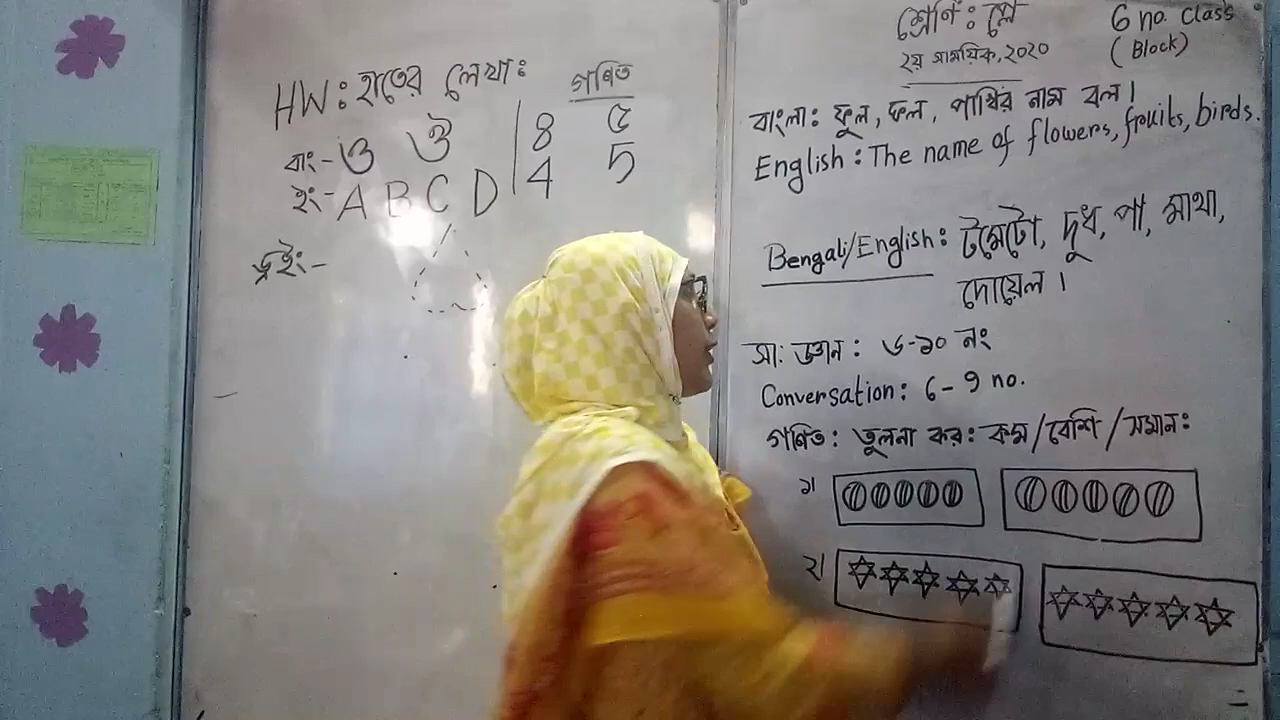 HW: হাতের লেখা:
গণিত
বাং- ও ঔ
৪ ৫
ইং- A B C D
4 5
ড্রইং-
শ্রেণি: প্লে
6 no. Class
২য় সাময়িক, ২০২০
(Block)
বাংলা: ফুল, ফল, পাখির নাম বল।
English: The name of flowers, fruits, birds.
Bengali/English: টমেটো, দুধ, পা, মাথা,
দোয়েল।
সা: জ্ঞান: ৬-১০ নং
Conversation: 6-9 no.
গণিত: তুলনা কর: কম/বেশি/সমান:
১।
২।